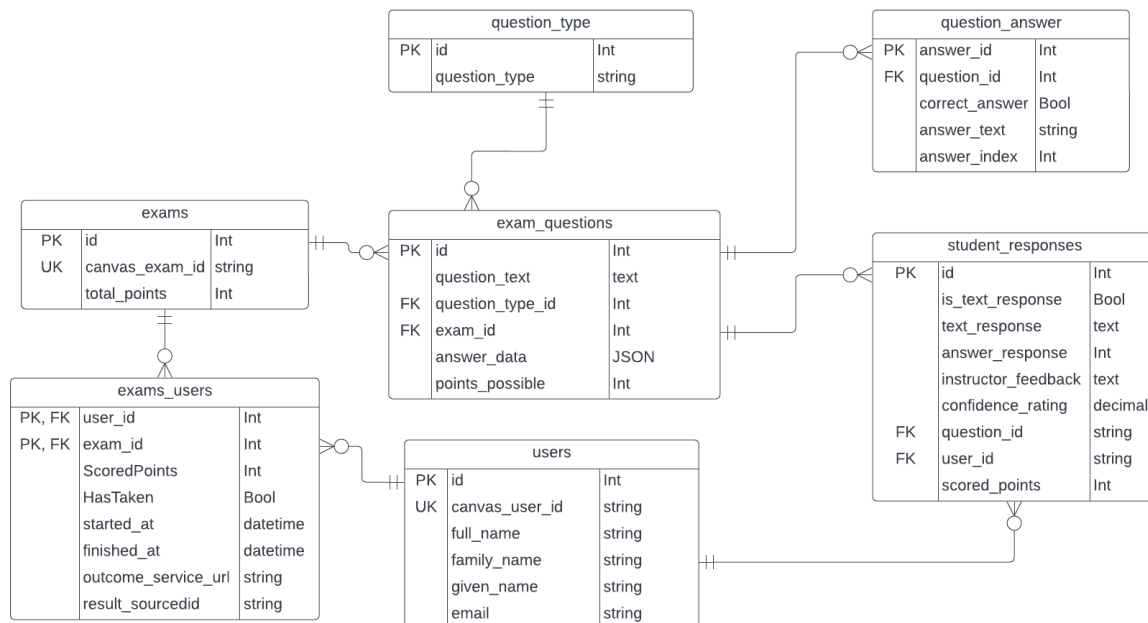 question_type
PK id Int
question_type string
question_answer
PK answer_id Int
FK question_id Int
correct_answer Bool
answer_text string
answer_index Int
exams
PK id Int
UK canvas_exam_id string
total_points Int
exam_questions
PK id Int
question_text text
FK question_type_id Int
FK exam_id Int
answer_data JSON
points_possible Int
student_responses
PK id Int
is_text_response Bool
text_response text
answer_response Int
instructor_feedback text
confidence_rating decimal
FK question_id string
FK user_id string
scored_points Int
exams_users
PK, FK user_id Int
PK, FK exam_id Int
ScoredPoints Int
HasTaken Bool
started_at datetime
finished_at datetime
outcome_service_url string
result_sourcedid string
users
PK id Int
UK canvas_user_id string
full_name string
family_name string
given_name string
email string